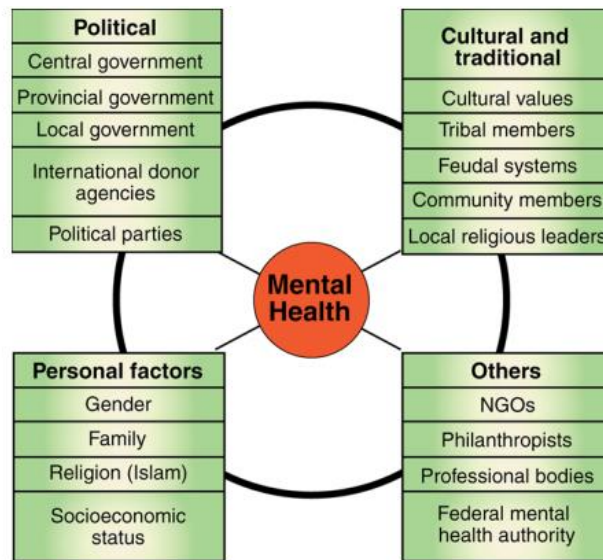 Political
Central government
Provincial government
Local government
International donor
agencies
Political parties
Cultural and
traditional
Cultural values
Tribal members
Feudal systems
Community members
Local religious leaders
Mental
Health
Personal factors
Gender
Family
Religion (Islam)
Socioeconomic
status
Others
NGOs
Philanthropists
Professional bodies
Federal mental
health authority